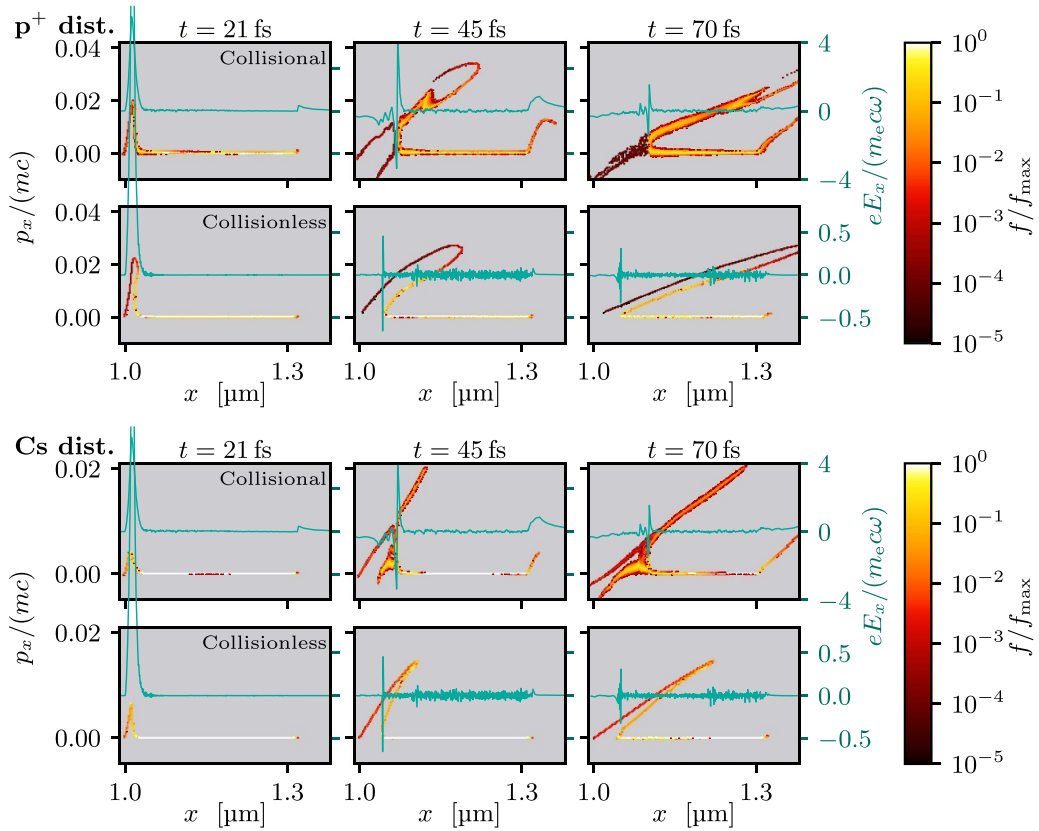 p⁺ dist.
t = 21 fs
t = 45 fs
t = 70 fs
Collisional
0.04
0.02
0.00
4
0
−4
Collisionless
0.04
0.02
0.00
0.5
0.0
−0.5
pₓ/(mc)
eEₓ/(mₑcω)
1.0
1.3
1.0
1.3
1.0
1.3
x [µm]
x [µm]
x [µm]
10⁰
10⁻¹
10⁻²
10⁻³
10⁻⁴
10⁻⁵
f/fmax
Cs dist.
t = 21 fs
t = 45 fs
t = 70 fs
Collisional
0.02
0.00
4
0
−4
Collisionless
0.02
0.00
0.5
0.0
−0.5
pₓ/(mc)
eEₓ/(mₑcω)
1.0
1.3
1.0
1.3
1.0
1.3
x [µm]
x [µm]
x [µm]
10⁰
10⁻¹
10⁻²
10⁻³
10⁻⁴
10⁻⁵
f/fmax